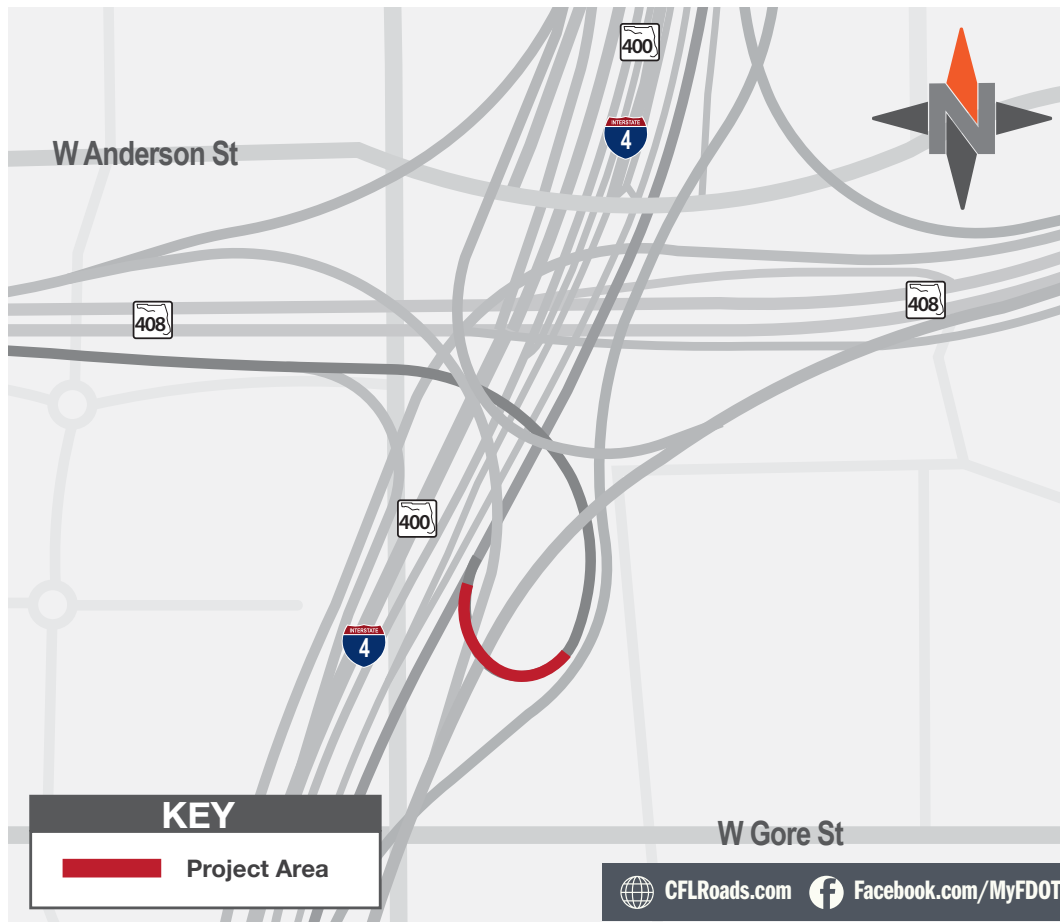 400
INTERSTATE
4
N
W Anderson St
408
408
400
INTERSTATE
4
KEY
Project Area
W Gore St
CFLRoads.com
Facebook.com/MyFDOT